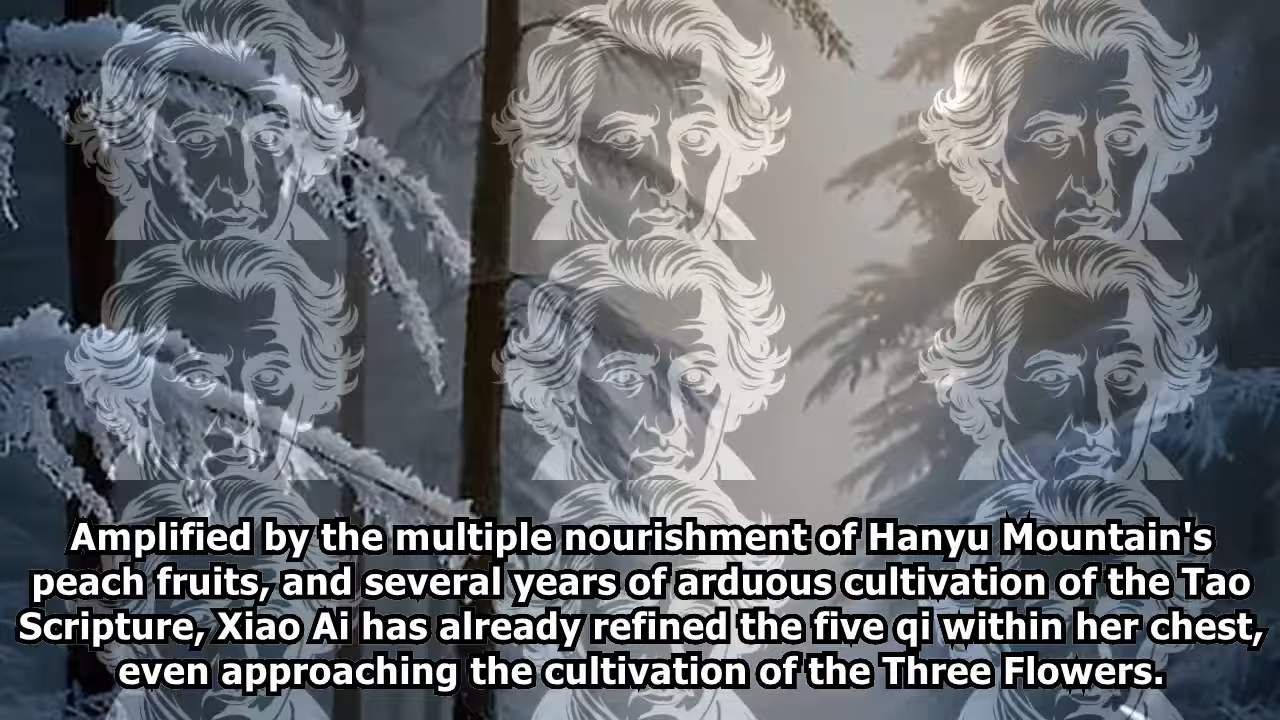 Amplified by the multiple nourishment of Hanyu Mountain's
peach fruits, and several years of arduous cultivation of the Tao
Scripture, Xiao Ai has already refined the five qi within her chest,
even approaching the cultivation of the Three Flowers.